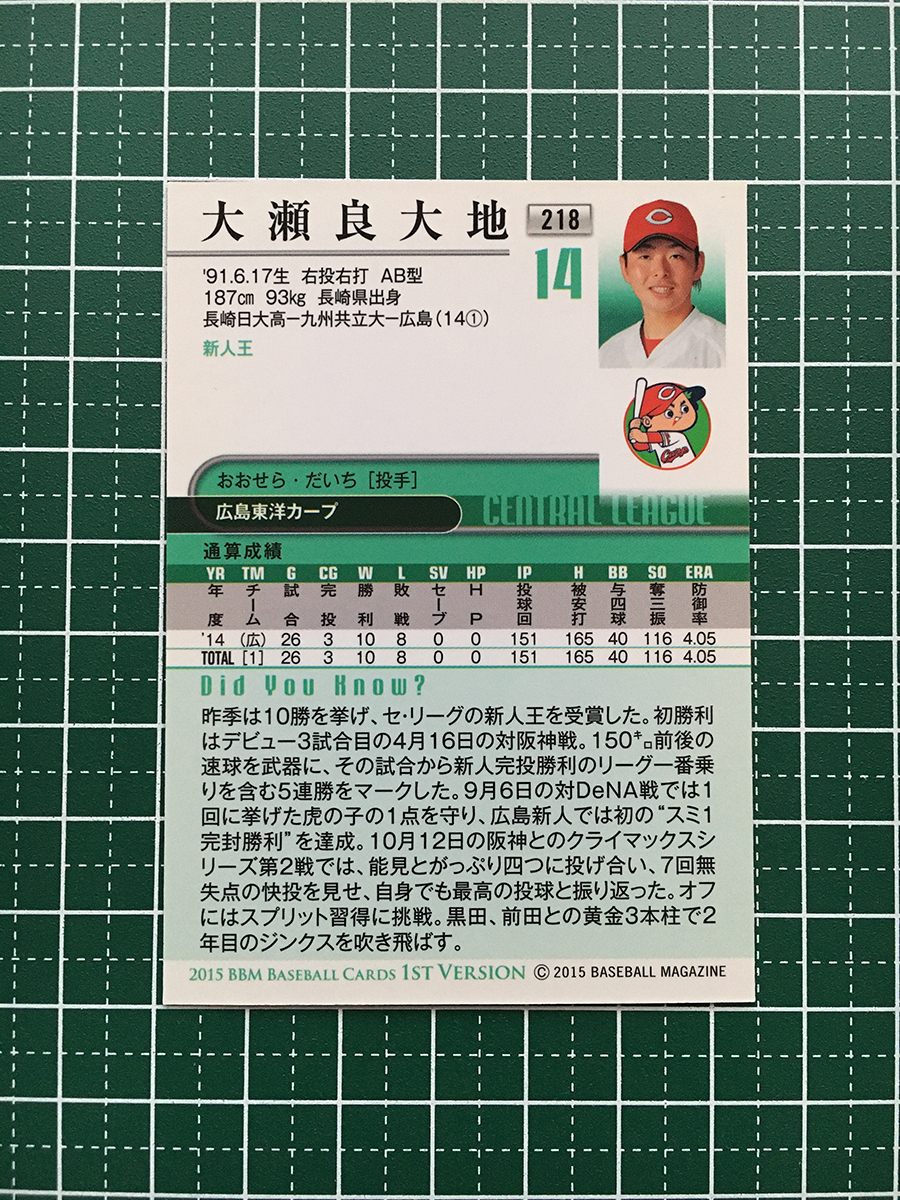 大瀬良大地 218
14
'91.6.17生 右投右打 AB型
187cm 93kg 長崎県出身
長崎日大高ー九州共立大ー広島(14①)
新人王
C
C
Carp
おおせら・だいち [投手]
広島東洋カープ
CENTRAL LEAGUE
通算成績
YR TM G CG W L SV HP IP H BB SO ERA
年度 チーム 試合 完投 勝利 敗戦 セーブ HP 投球回 被安打 与四球 奪三振 防御率
'14 (広) 26 3 10 8 0 0 151 165 40 116 4.05
TOTAL [1] 26 3 10 8 0 0 151 165 40 116 4.05
Did You Know?
昨季は10勝を挙げ、セ・リーグの新人王を受賞した。初勝利
はデビュー3試合目の4月16日の対阪神戦。150㌔前後の
速球を武器に、その試合から新人完投勝利のリーグ一番乗
りを含む5連勝をマークした。9月6日の対DeNA戦では1
回に挙げた虎の子の1点を守り、広島新人では初の“スミ1
完封勝利”を達成。10月12日の阪神とのクライマックスシ
リーズ第2戦では、能見とがっぷり四つに投げ合い、7回無
失点の快投を見せ、自身でも最高の投球と振り返った。オフ
にはスプリット習得に挑戦。黒田、前田との黄金3本柱で2
年目のジンクスを吹き飛ばす。
2015 BBM BASEBALL CARDS 1ST VERSION © 2015 BASEBALL MAGAZINE